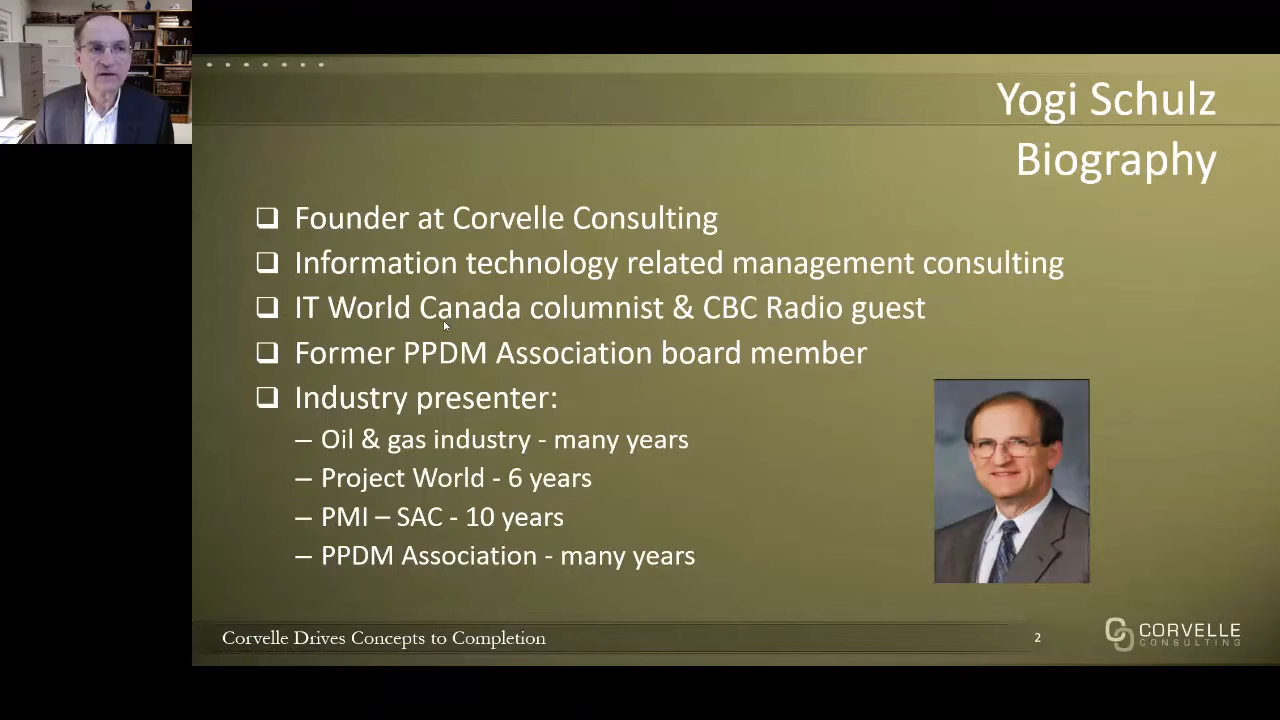 Yogi Schulz
Biography
❑ Founder at Corvelle Consulting
❑ Information technology related management consulting
❑ IT World Canada columnist & CBC Radio guest
❑ Former PPDM Association board member
❑ Industry presenter:
– Oil & gas industry - many years
– Project World - 6 years
– PMI – SAC - 10 years
– PPDM Association - many years
Corvelle Drives Concepts to Completion
2
CORVELLE
CONSULTING